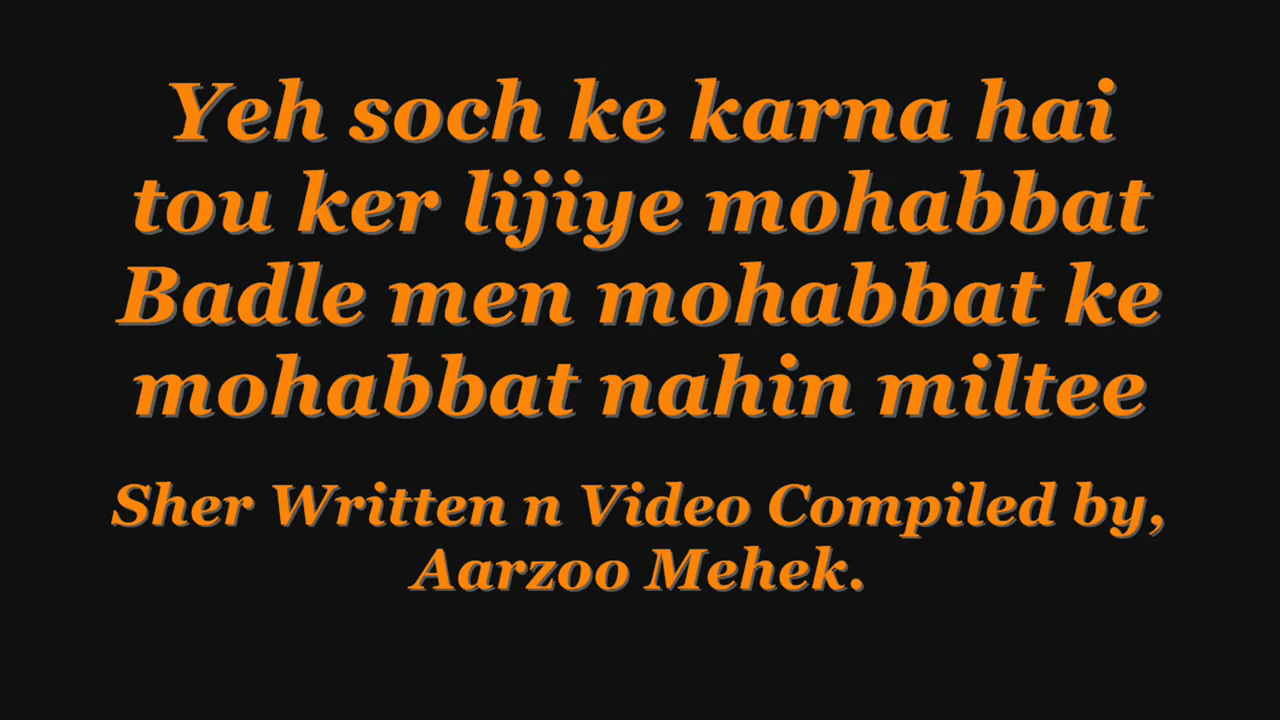 Yeh soch ke karna hai
tou ker lijiye mohabbat
Badle men mohabbat ke
mohabbat nahin miltee
Sher Written n Video Compiled by,
Aarzoo Mehek.